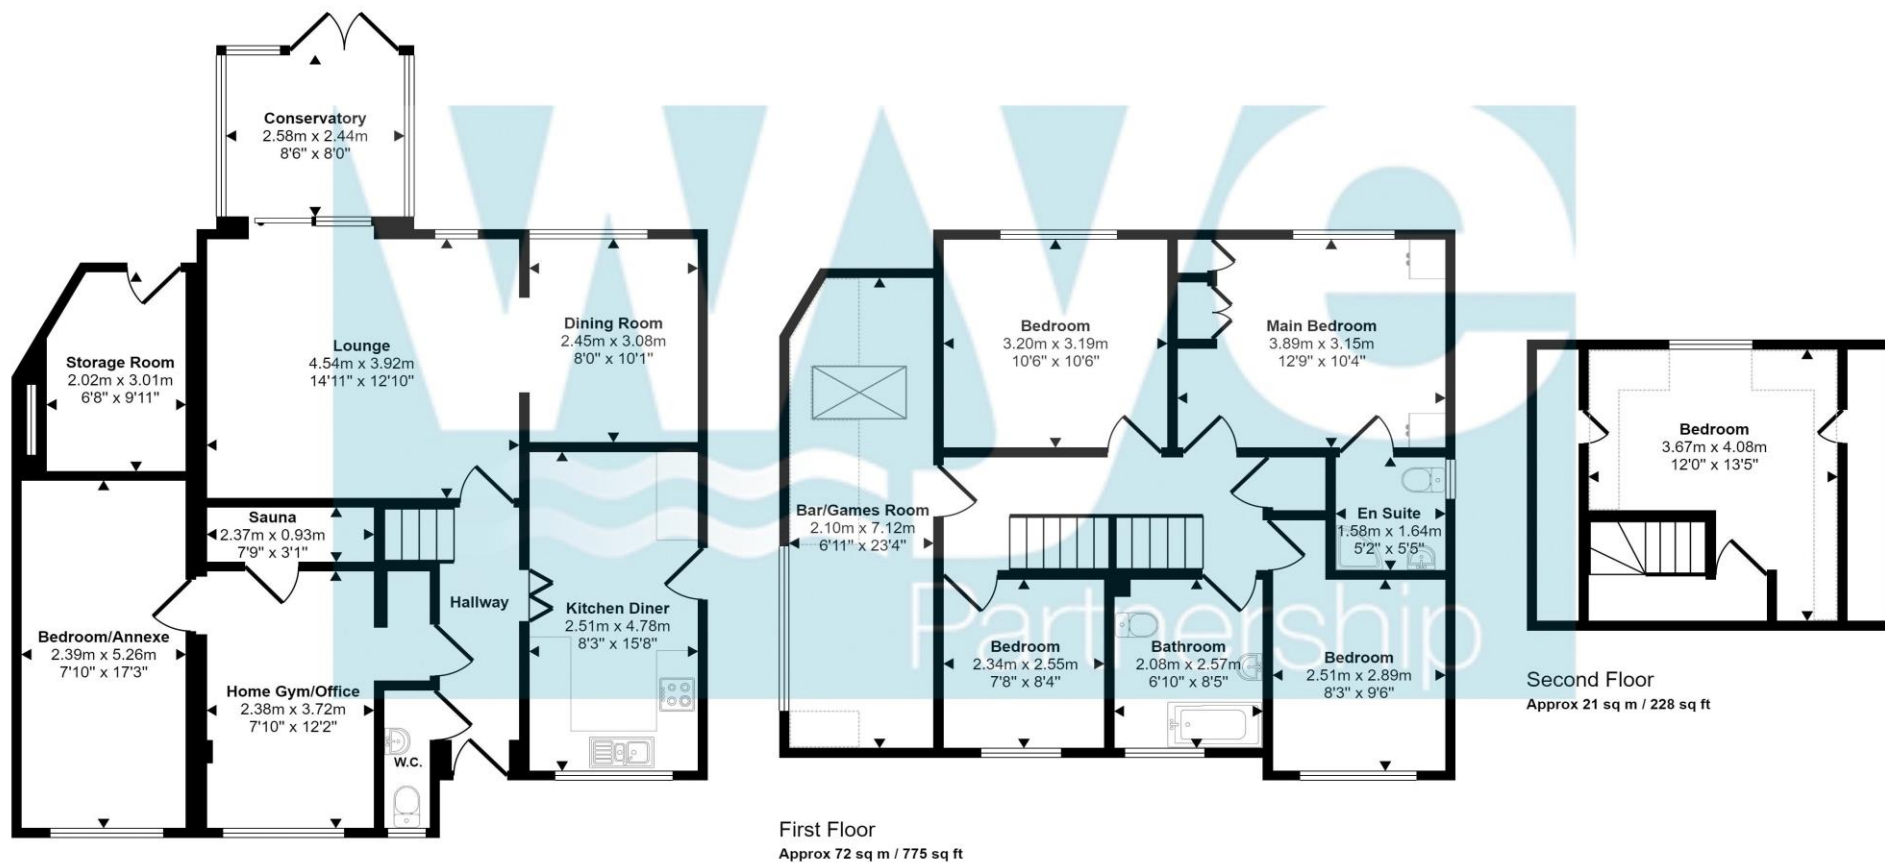 Conservatory
2.58m x 2.44m
8'6" x 8'0"
Storage Room
2.02m x 3.01m
6'8" x 9'11"
Lounge
4.54m x 3.92m
14'11" x 12'10"
Dining Room
2.45m x 3.08m
8'0" x 10'1"
Sauna
2.37m x 0.93m
7'9" x 3'1"
Hallway
Kitchen Diner
2.51m x 4.78m
8'3" x 15'8"
Bedroom/Annexe
2.39m x 5.26m
7'10" x 17'3"
Home Gym/Office
2.38m x 3.72m
7'10" x 12'2"
W.C.
Bedroom
3.20m x 3.19m
10'6" x 10'6"
Main Bedroom
3.89m x 3.15m
12'9" x 10'4"
Bar/Games Room
2.10m x 7.12m
6'11" x 23'4"
En Suite
1.58m x 1.64m
5'2" x 5'5"
Bedroom
2.34m x 2.55m
7'8" x 8'4"
Bathroom
2.08m x 2.57m
6'10" x 8'5"
Bedroom
2.51m x 2.89m
8'3" x 9'6"
First Floor
Approx 72 sq m / 775 sq ft
Bedroom
3.67m x 4.08m
12'0" x 13'5"
Second Floor
Approx 21 sq m / 228 sq ft
wave
Partnership